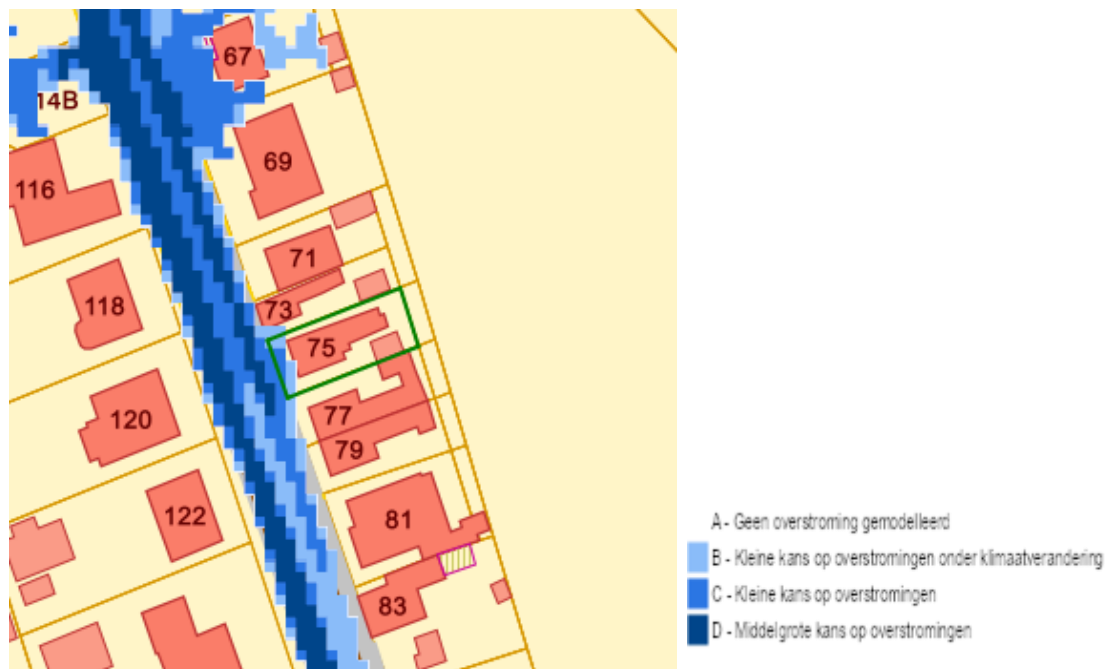 67
14B
69
116
71
118
73
75
120
77
79
122
81
83
A - Geen overstroming gemodelleerd
B - Kleine kans op overstromingen onder klimaatverandering
C - Kleine kans op overstromingen
D - Middelgrote kans op overstromingen